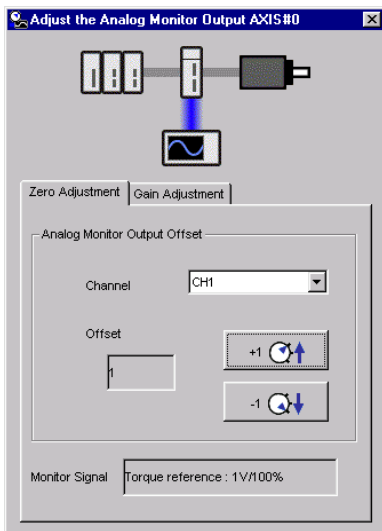 Adjust the Analog Monitor Output AXIS#0
Zero Adjustment
Gain Adjustment
Analog Monitor Output Offset
Channel
CH1
Offset
1
+1
-1
Monitor Signal
Torque reference : 1V/100%